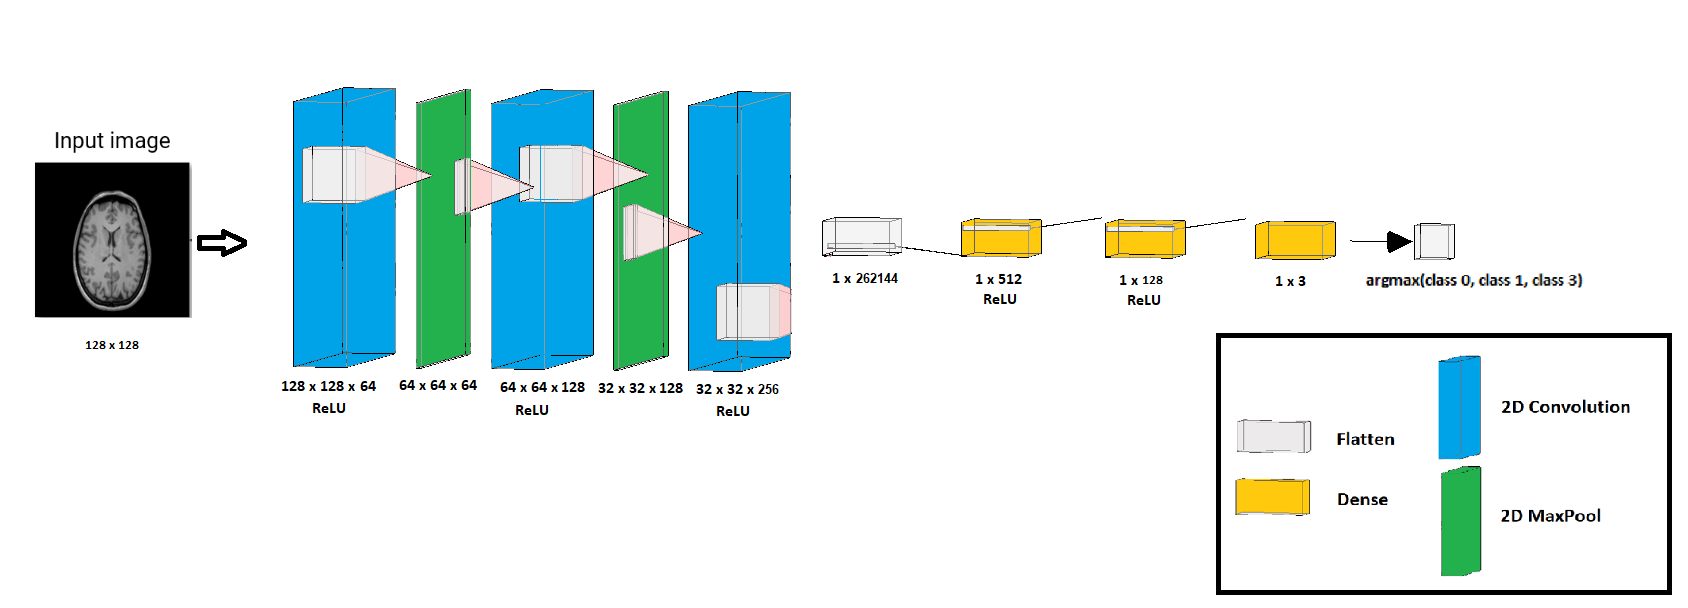 Input image
128 x 128
128 x 128 x 64
ReLU
64 x 64 x 64
64 x 64 x 128
ReLU
32 x 32 x 128
32 x 32 x 256
ReLU
1 x 262144
1 x 512
ReLU
1 x 128
ReLU
1 x 3
argmax(class 0, class 1, class 3)
Flatten
Dense
2D Convolution
2D MaxPool